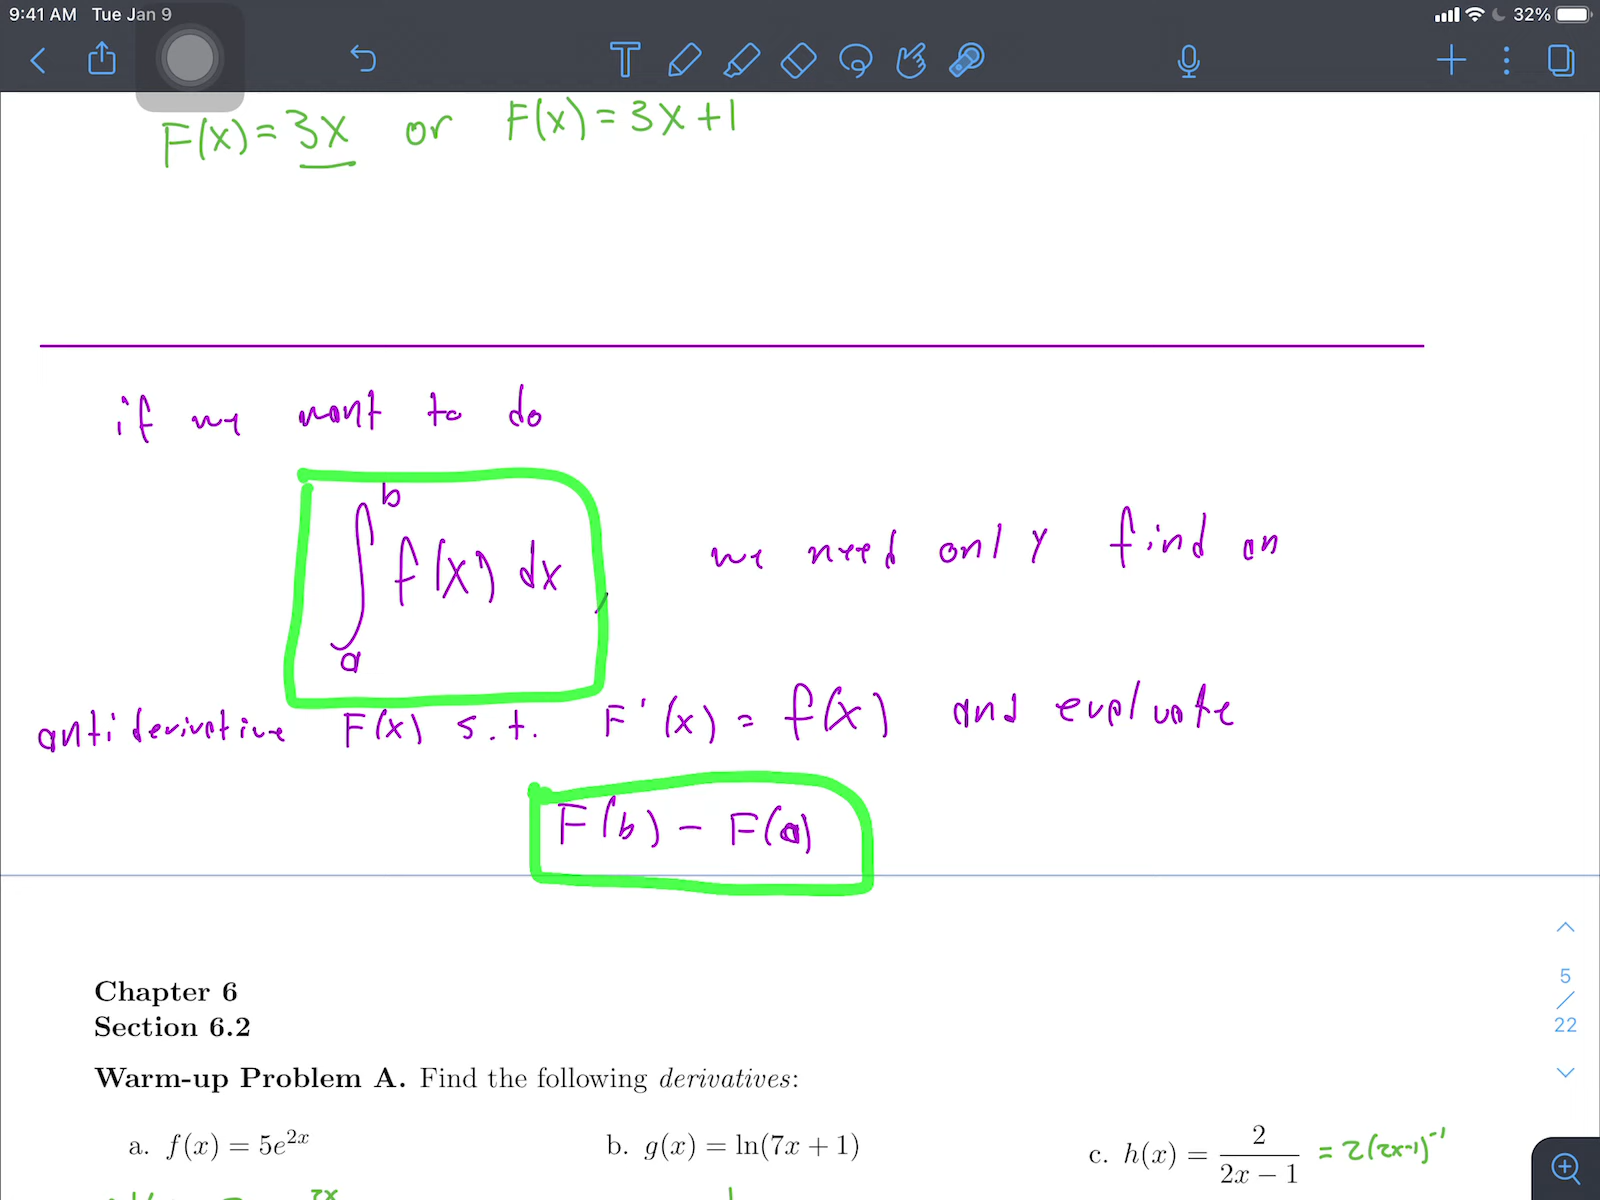 9:41 AM Tue Jan 9 32%
F(x) = 3x or F(x) = 3x + 1
if we want to do
∫_a^b f(x) dx, we need only find an
antiderivative F(x) s.t. F'(x) = f(x) and evaluate
F(b) - F(a)
5
/
22
Chapter 6
Section 6.2
Warm-up Problem A. Find the following derivatives:
a. f(x) = 5e^{2x} b. g(x) = ln(7x + 1) c. h(x) = 2/(2x - 1) = 2(2x-1)^{-1}